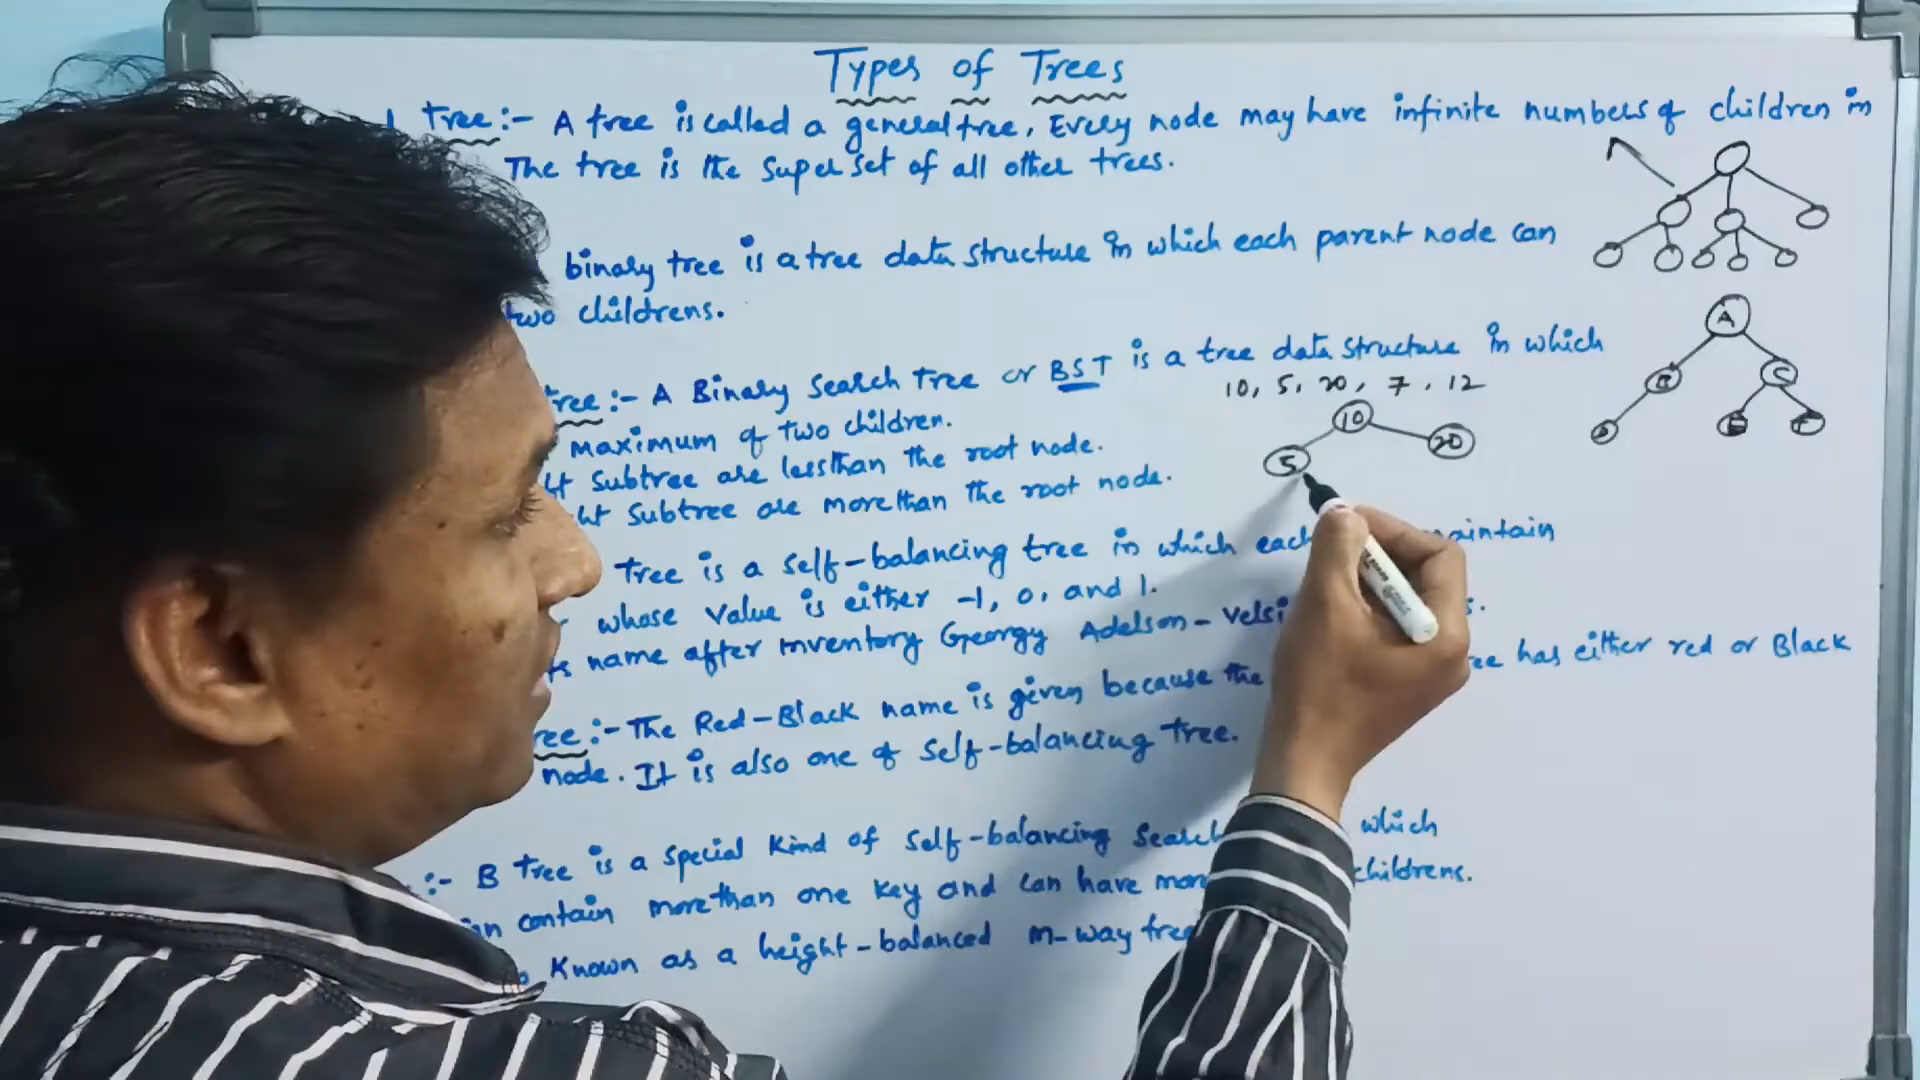 Types of Trees
Tree :- A tree is called a general tree. Every node may have infinite numbers of children in
The tree is the Super set of all other trees.
binary tree is a tree data structure in which each parent node can
two childrens.
A
Tree :- A Binary Search Tree or BST is a tree data structure in which
10, 5, 20, 7, 12
C
maximum of two children.
10
20
5
Subtree are lessthan the root node.
Subtree are morethan the root node.
Tree is a self-balancing tree in which each maintain
whose value is either -1, 0, and 1.
name after inventory Georgy Adelson-Velsi
:- The Red-Black name is given because the has either red or Black
node. It is also one of self-balancing tree.
:- B Tree is a special Kind of self-balancing Search which
contain morethan one key and can have more childrens.
Known as a height-balanced m-way tree